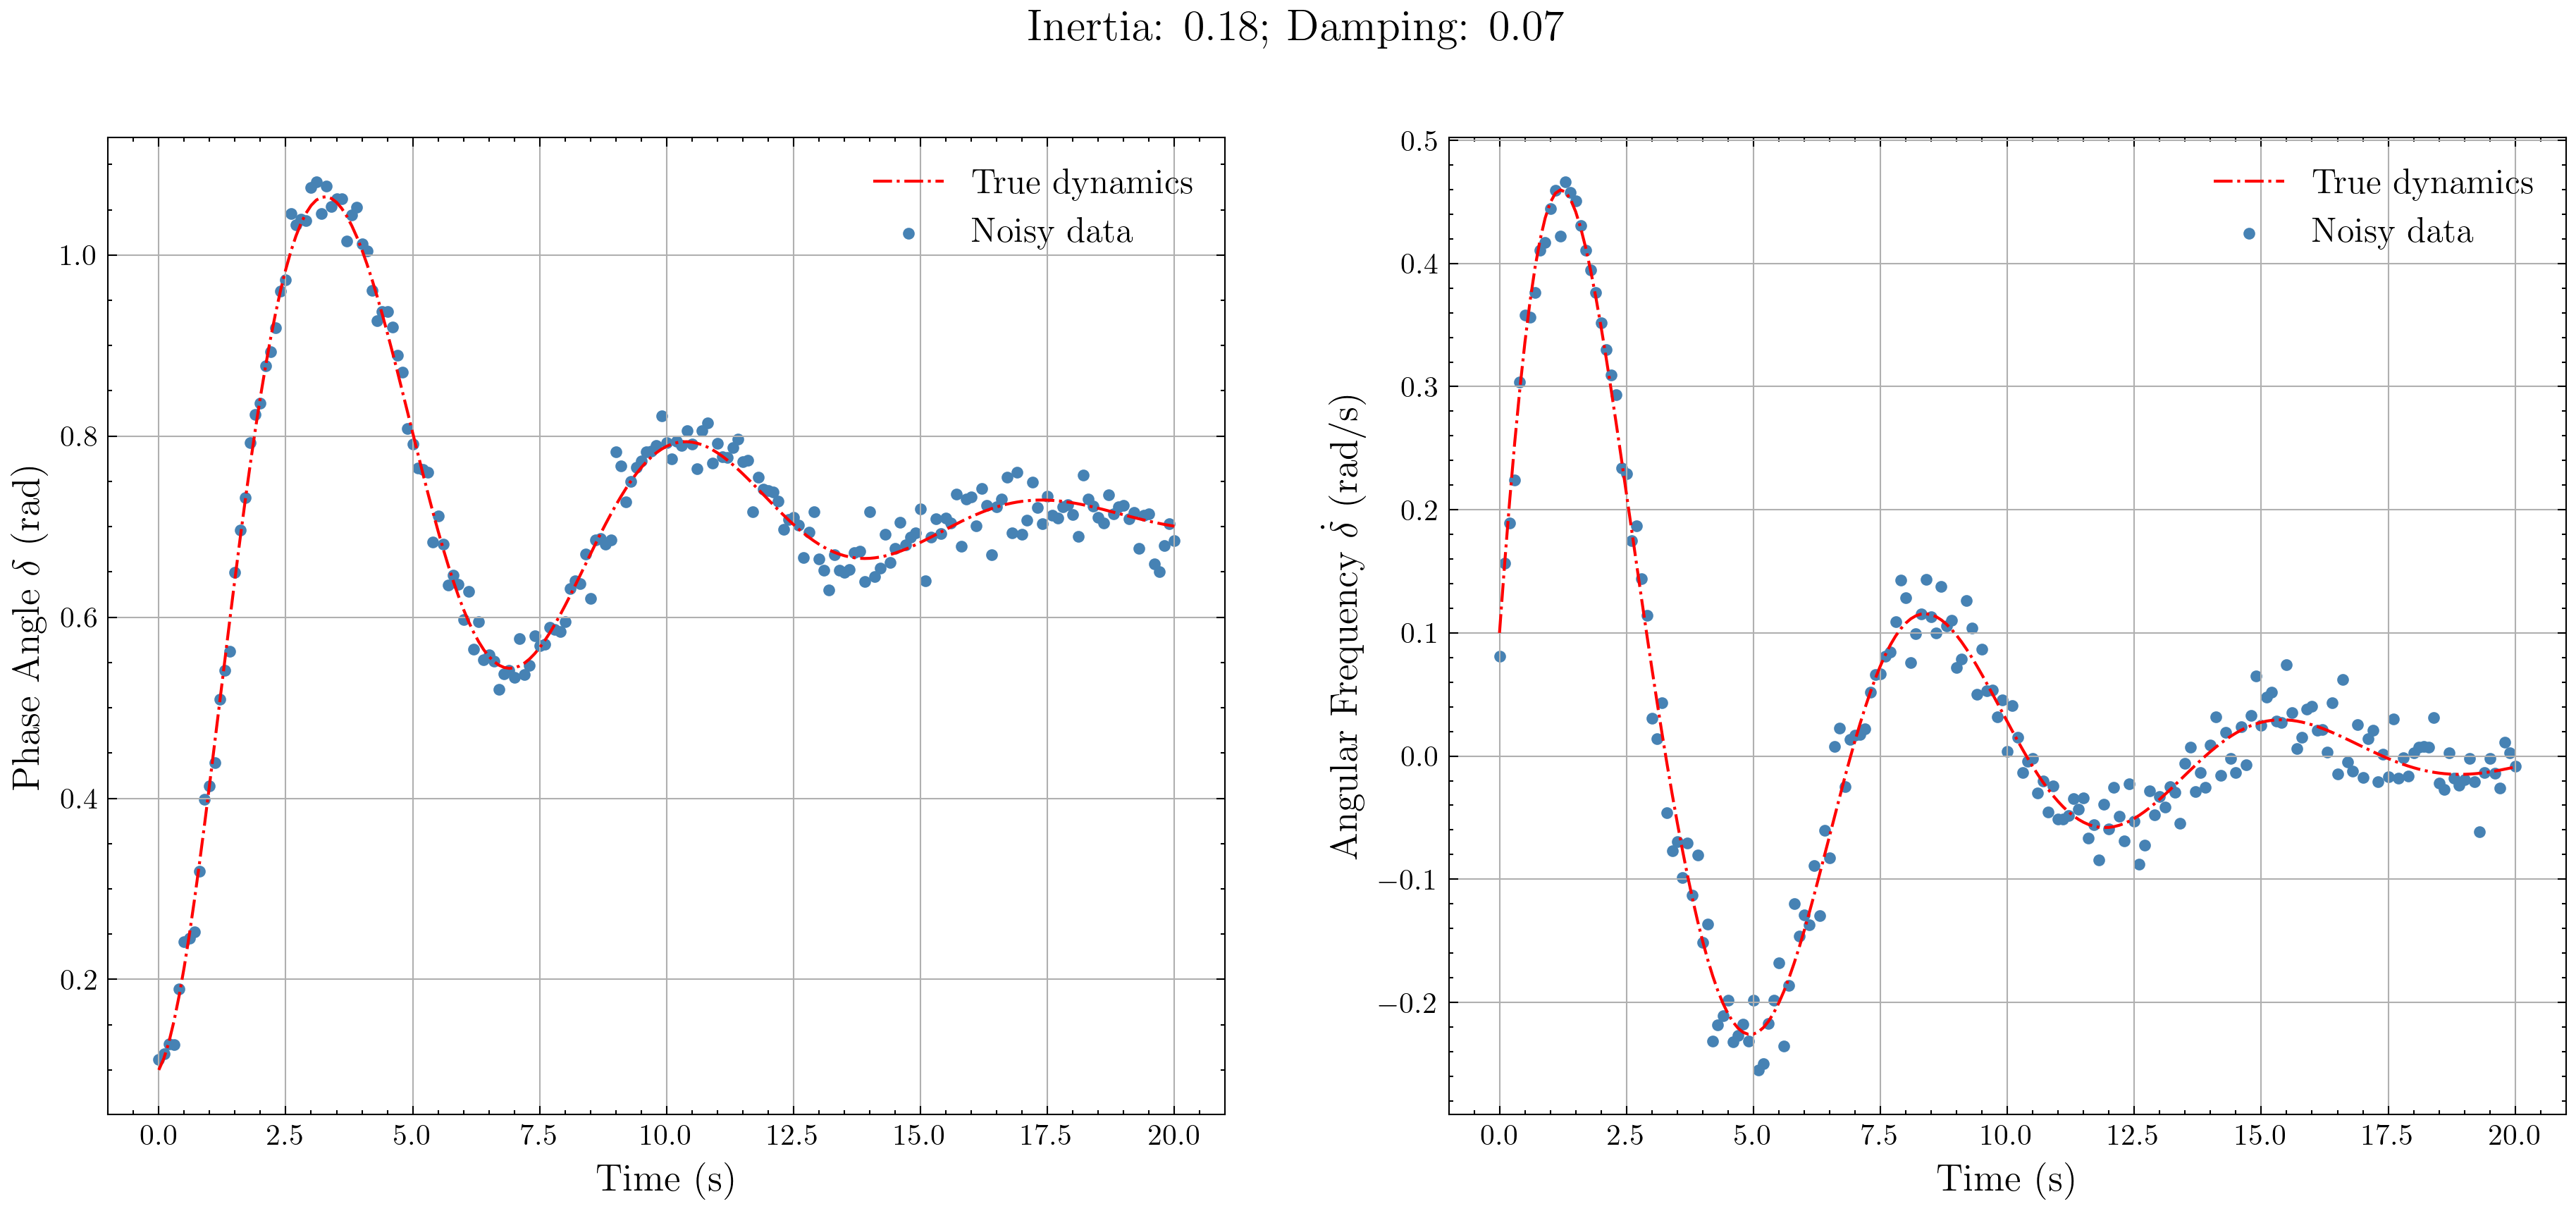 Inertia: 0.18; Damping: 0.07
True dynamics
Noisy data
Phase Angle δ (rad)
1.0
0.8
0.6
0.4
0.2
0.0 2.5 5.0 7.5 10.0 12.5 15.0 17.5 20.0
Time (s)
True dynamics
Noisy data
Angular Frequency δ̇ (rad/s)
0.5
0.4
0.3
0.2
0.1
0.0
−0.1
−0.2
0.0 2.5 5.0 7.5 10.0 12.5 15.0 17.5 20.0
Time (s)